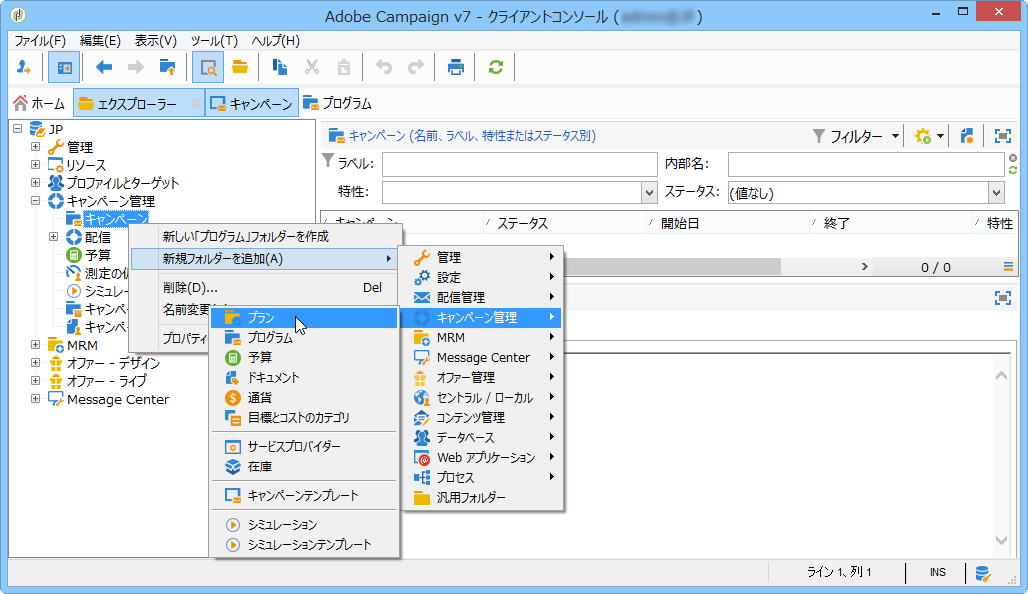 Adobe Campaign v7 - クライアントコンソール (
)
ファイル(F) 編集(E) 表示(V) ツール(T) ヘルプ(H)
ホーム エクスプローラー キャンペーン プログラム
JP
管理
リソース
プロファイルとターゲット
キャンペーン管理
キャンペーン
配信
予算
測定の
シミュレー
キャンペ
キャンペ
MRM
オファー - デザイン
オファー - ライブ
Message Center
キャンペーン (名前、ラベル、特性またはステータス別)
フィルター
ラベル: 内部名:
特性: ステータス: (値なし)
キャンペーン ステータス 開始日 終了 特性
0 / 0
新しい「プログラム」フォルダーを作成
新規フォルダーを追加(A)
削除(D)... Del
名前変更
プロパティ
管理
設定
配信管理
キャンペーン管理
MRM
Message Center
オファー管理
セントラル / ローカル
コンテンツ管理
データベース
Web アプリケーション
プロセス
汎用フォルダー
プラン
プログラム
予算
ドキュメント
通貨
目標とコストのカテゴリ
サービスプロバイダー
在庫
キャンペーンテンプレート
シミュレーション
シミュレーションテンプレート
ライン 1、列 1 INS